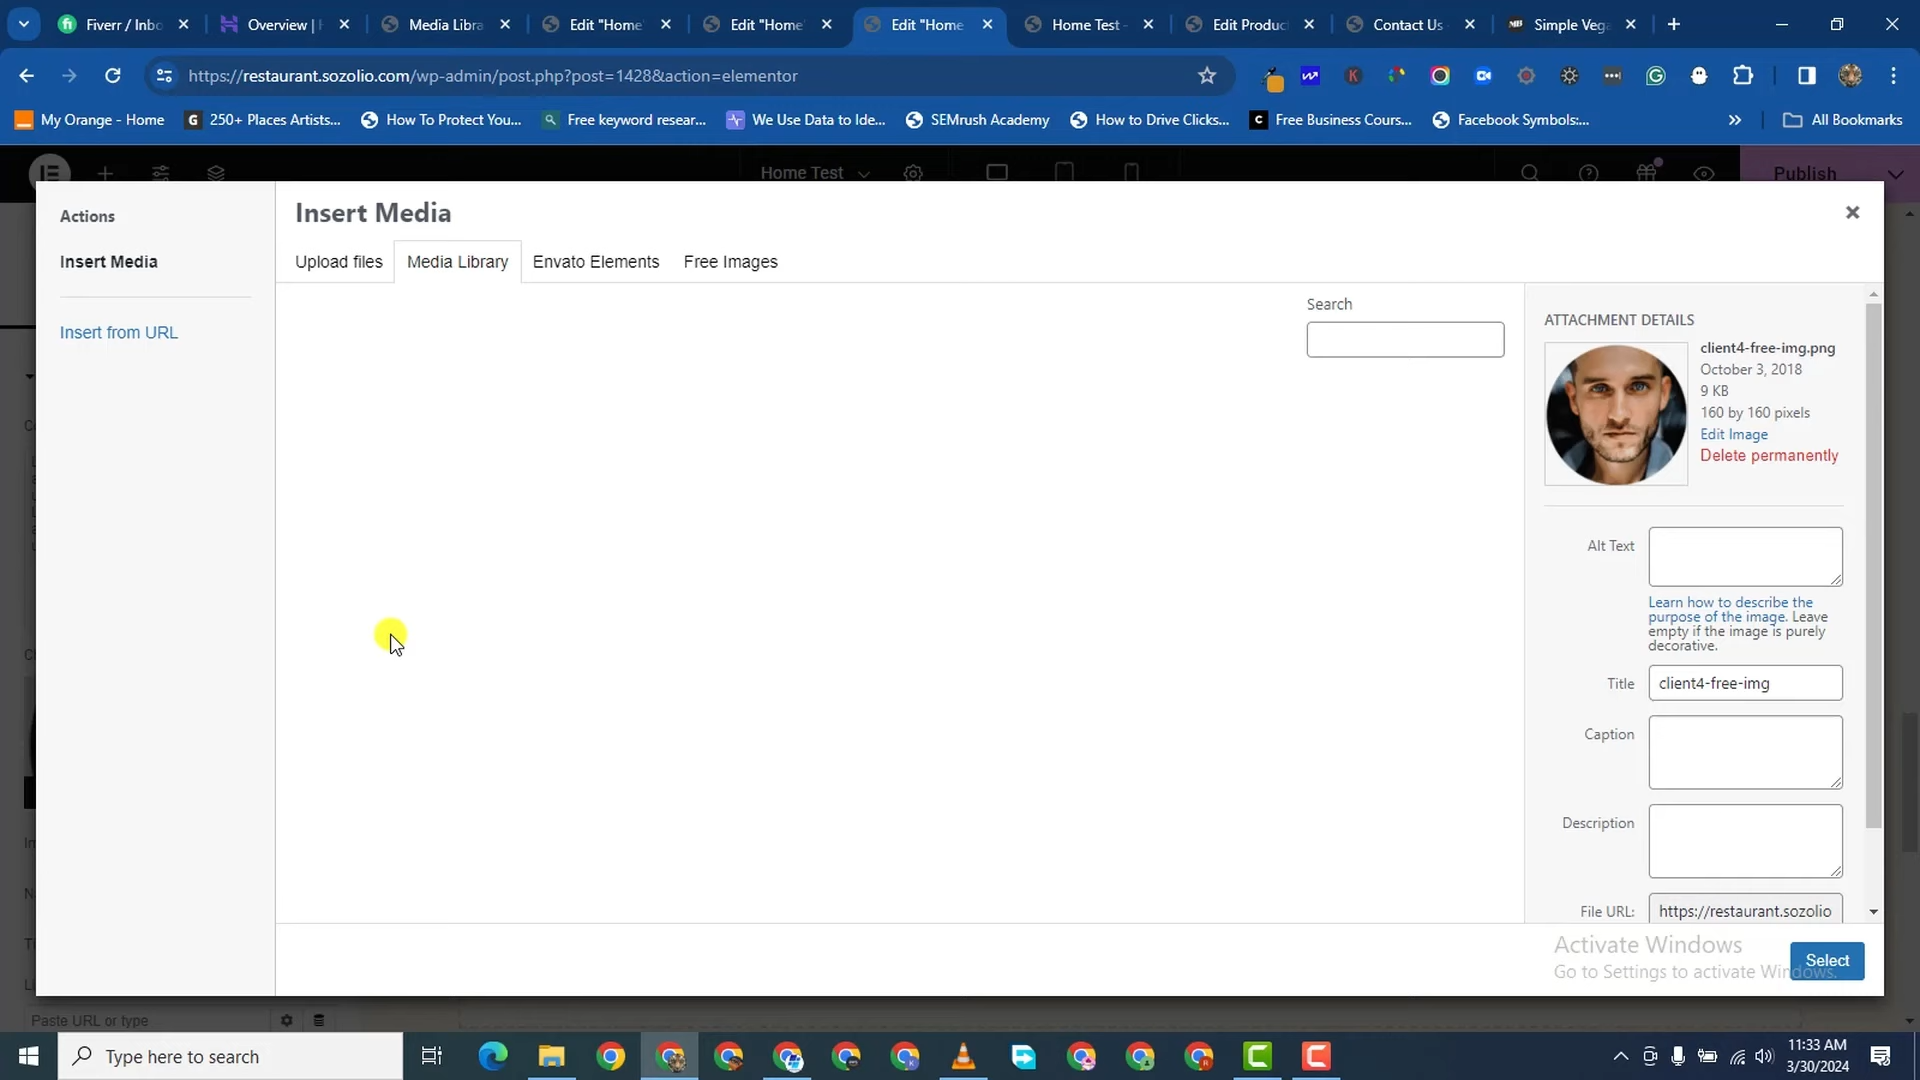 Fiverr / Inbo
Overview |
Media Libra
Edit "Home
Edit "Home
Edit "Home
Home Test -
Edit Produc
Contact Us
Simple Vega
https://restaurant.sozolio.com/wp-admin/post.php?post=1428&action=elementor
My Orange - Home
250+ Places Artists...
How To Protect You...
Free keyword resear...
We Use Data to Ide...
SEMrush Academy
How to Drive Clicks...
Free Business Cours...
Facebook Symbols:...
All Bookmarks
Home Test
Publish
Actions
Insert Media
Insert from URL
Insert Media
Upload files
Media Library
Envato Elements
Free Images
Search
ATTACHMENT DETAILS
client4-free-img.png
October 3, 2018
9 KB
160 by 160 pixels
Edit Image
Delete permanently
Alt Text
Learn how to describe the
purpose of the image. Leave
empty if the image is purely
decorative.
Title
client4-free-img
Caption
Description
File URL:
https://restaurant.sozolio
Activate Windows
Go to Settings to activate Windows.
Select
Paste URL or type
Type here to search
11:33 AM
3/30/2024